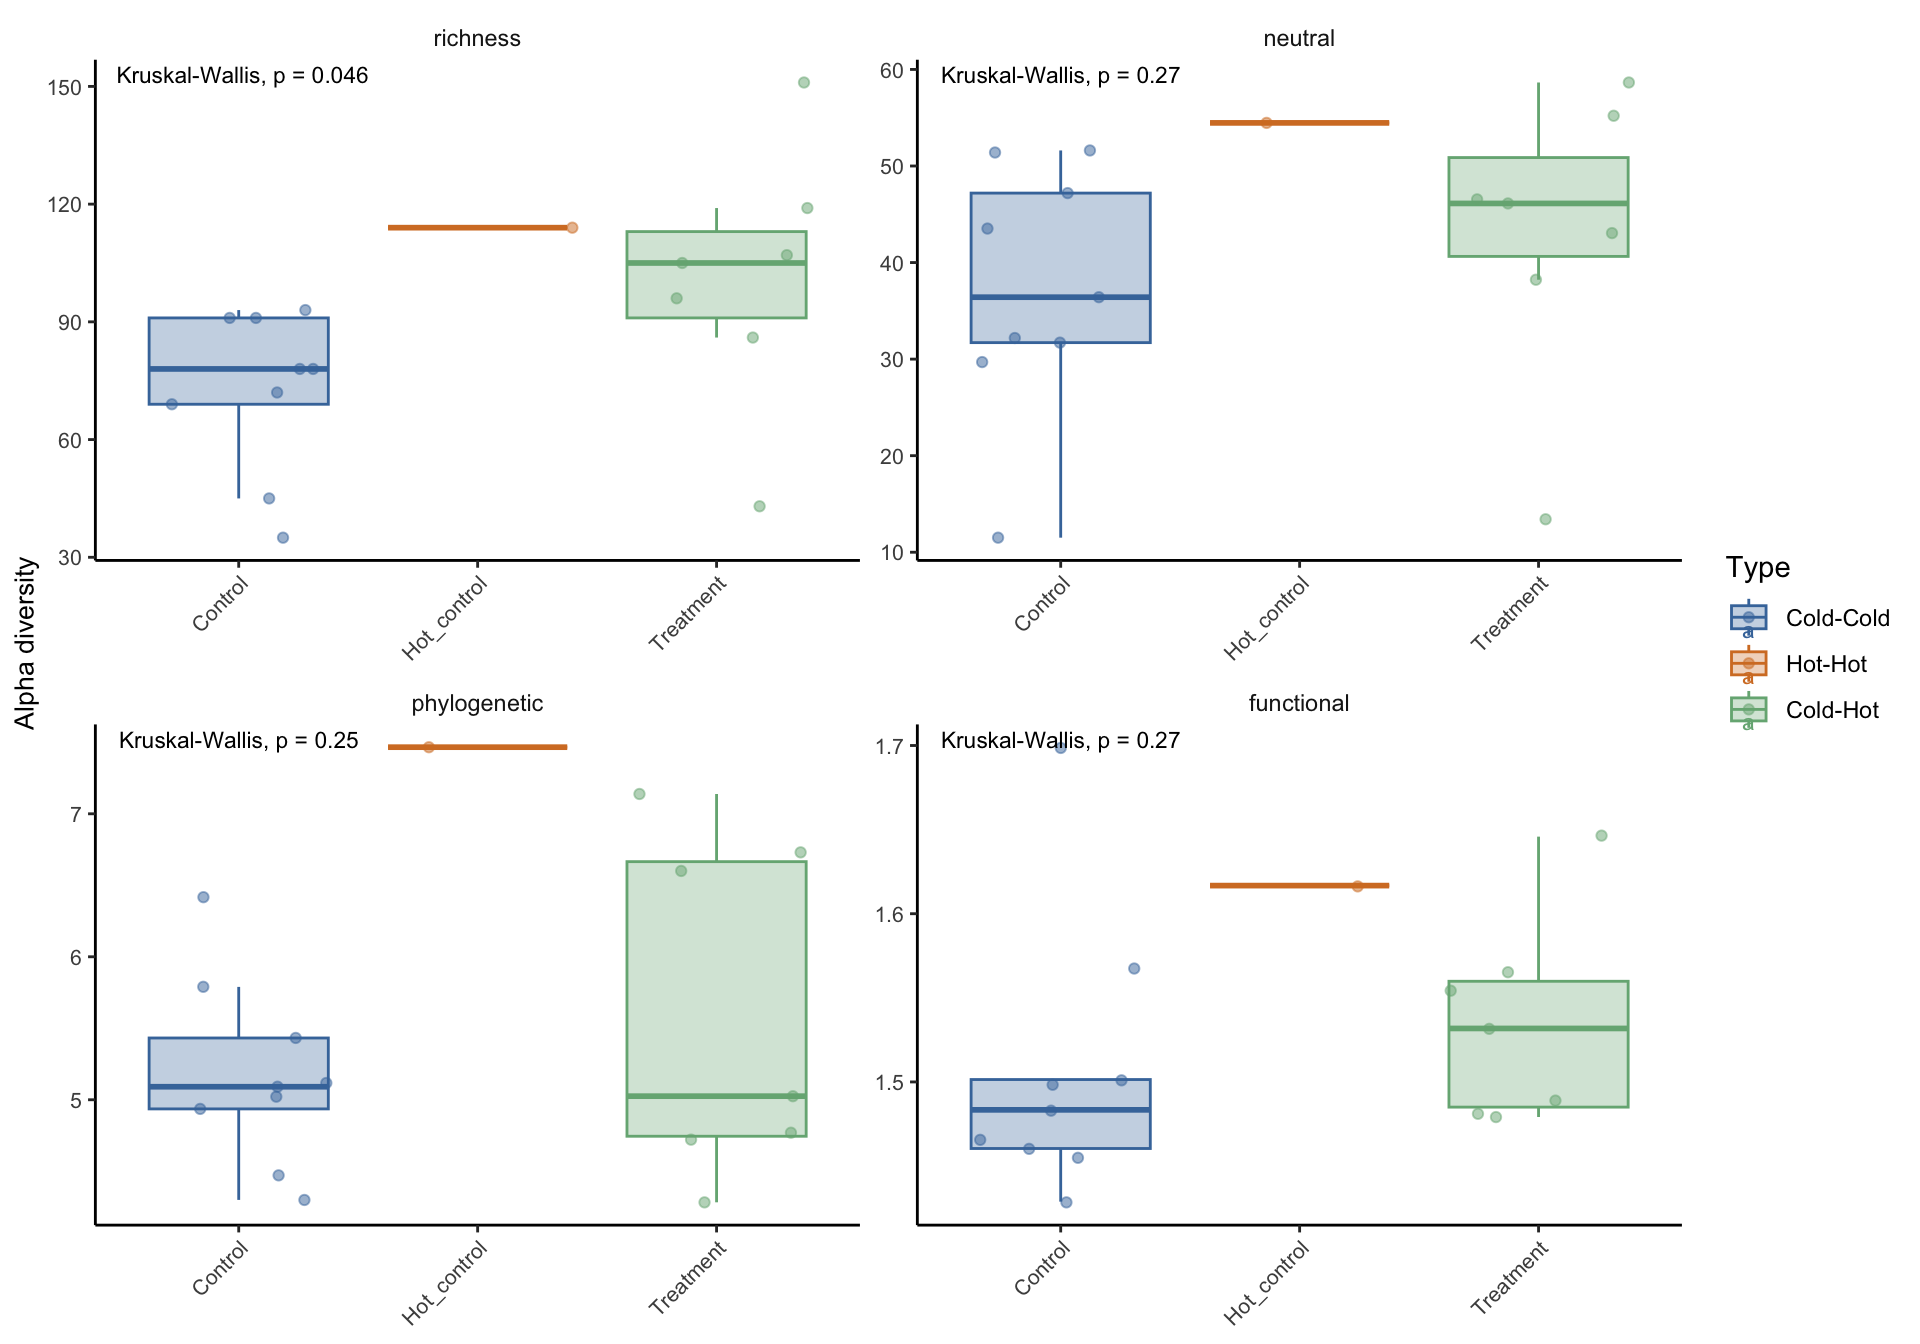 richness
Kruskal-Wallis, p = 0.046
150
120
90
60
30
Control
Hot_control
Treatment
neutral
Kruskal-Wallis, p = 0.27
60
50
40
30
20
10
Control
Hot_control
Treatment
Alpha diversity
phylogenetic
Kruskal-Wallis, p = 0.25
7
6
5
Control
Hot_control
Treatment
functional
Kruskal-Wallis, p = 0.27
1.7
1.6
1.5
Control
Hot_control
Treatment
Type
a Cold-Cold
a Hot-Hot
a Cold-Hot